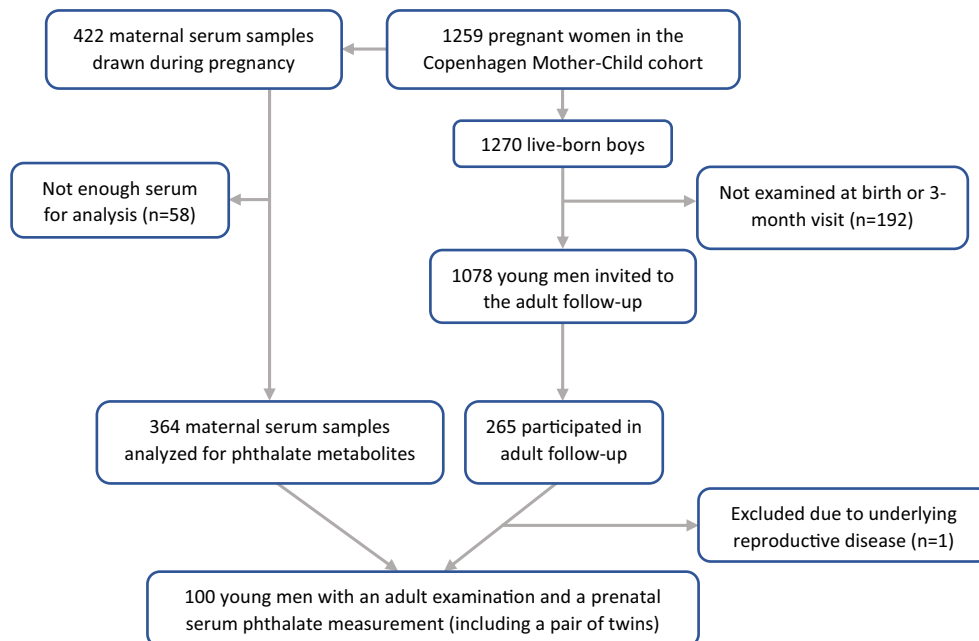 422 maternal serum samples
drawn during pregnancy
1259 pregnant women in the
Copenhagen Mother-Child cohort
1270 live-born boys
Not enough serum
for analysis (n=58)
Not examined at birth or 3-
month visit (n=192)
1078 young men invited to
the adult follow-up
364 maternal serum samples
analyzed for phthalate metabolites
265 participated in
adult follow-up
Excluded due to underlying
reproductive disease (n=1)
100 young men with an adult examination and a prenatal
serum phthalate measurement (including a pair of twins)